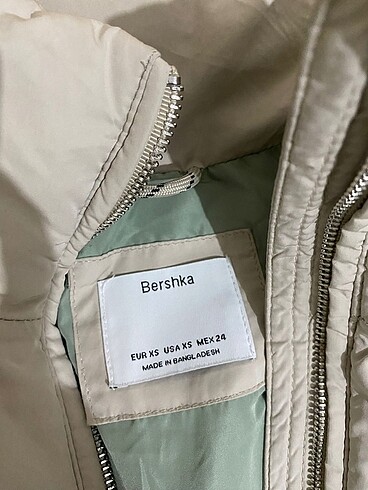 Bershka
EUR XS USA XS MEX 24
MADE IN BANGLADESH